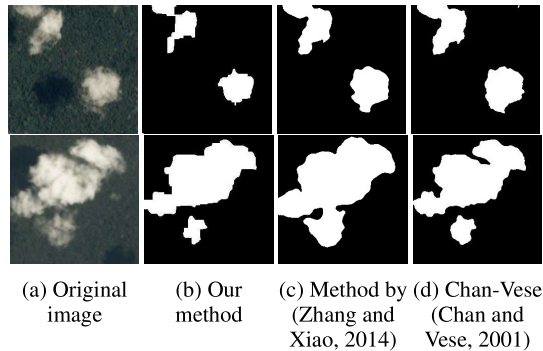 (a) Original
image
(b) Our
method
(c) Method by
(Zhang and
Xiao, 2014)
(d) Chan-Vese
(Chan and
Vese, 2001)